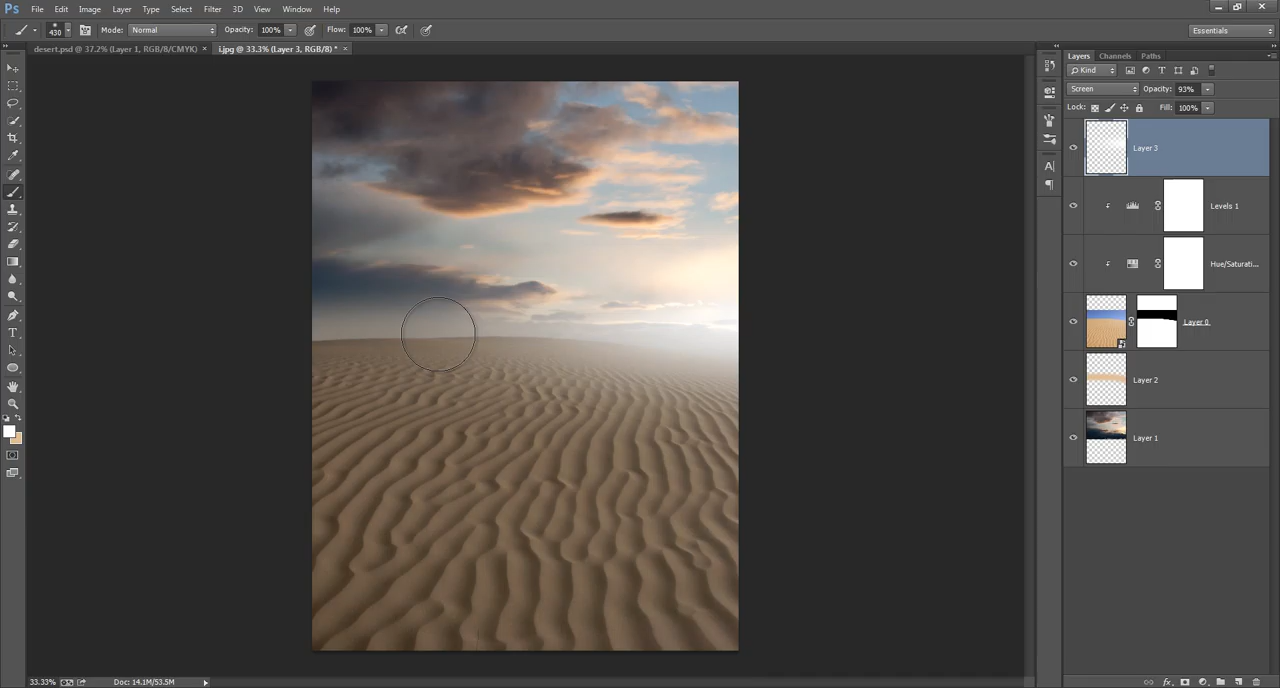 Ps File Edit Image Layer Type Select Filter 3D View Window Help
430 Mode: Normal Opacity: 100% Flow: 100% Essentials
desert.psd @ 37.2% (Layer 1, RGB/8/CMYK) × i.jpg @ 33.3% (Layer 3, RGB/8) * ×
Layers Channels Paths
Kind
Screen Opacity: 93%
Lock: Fill: 100%
Layer 3
Levels 1
Hue/Saturati...
Layer 0
Layer 2
Layer 1
33.33% Doc: 14.1M/53.5M